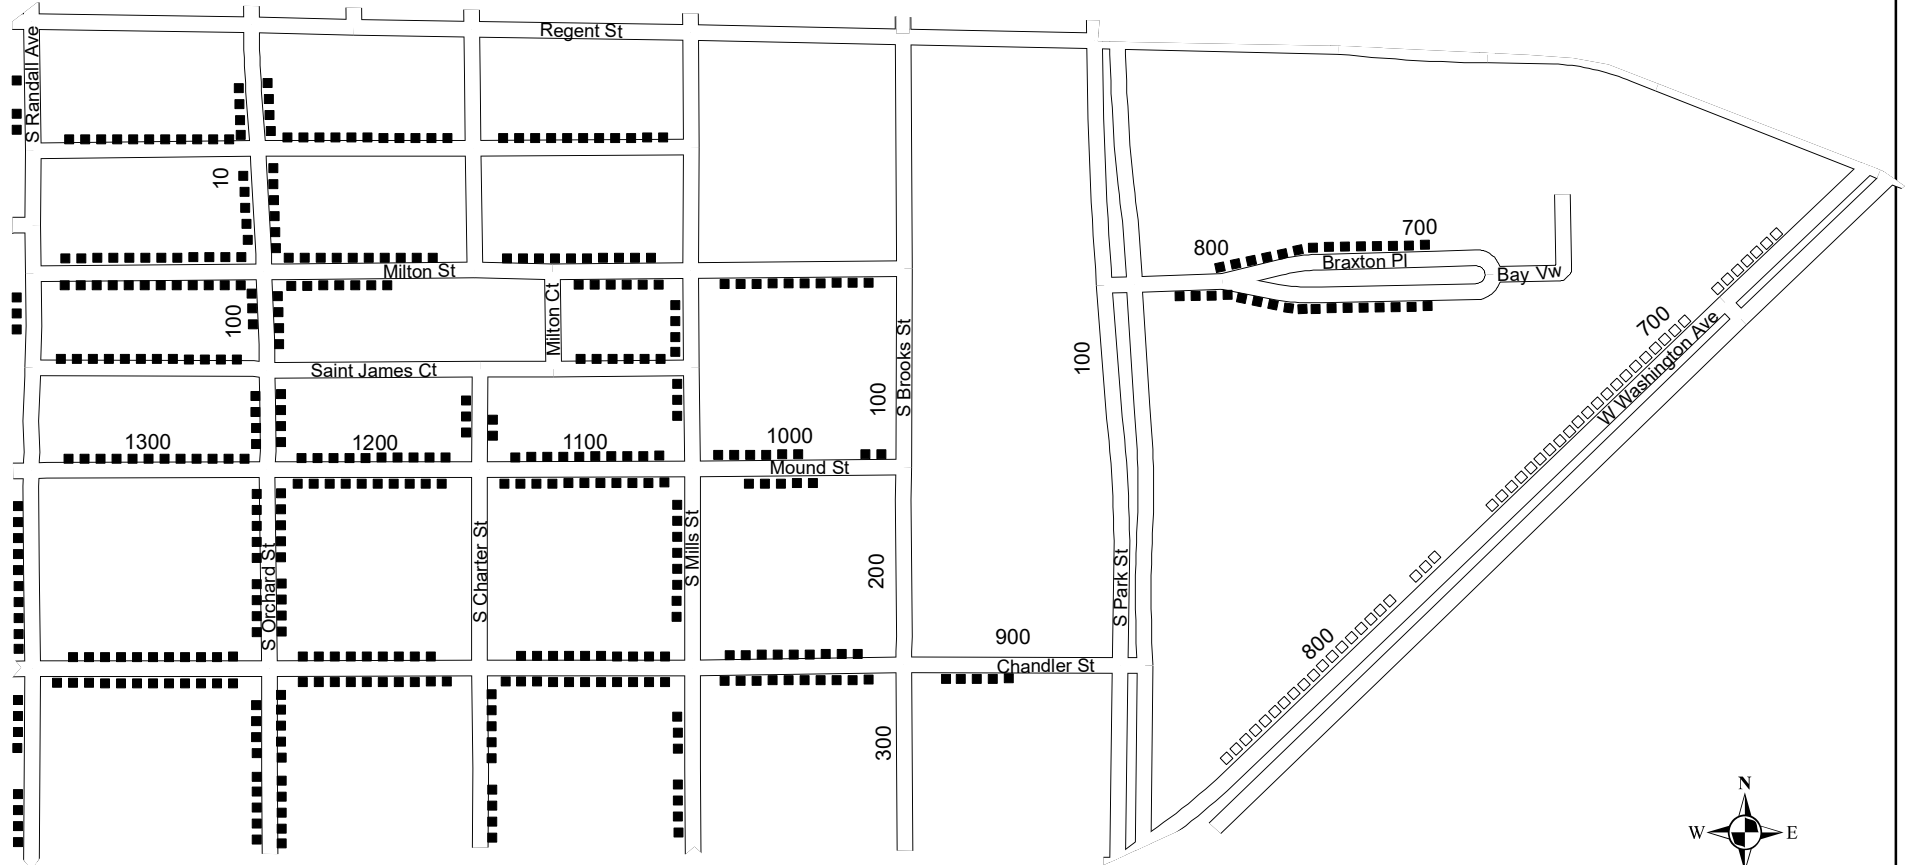 Regent St
S Randall Ave
10
800
700
Milton St
Braxton Pl
Bay Vw
100
Milton Ct
S Brooks St
100
700
W Washington Ave
Saint James Ct
100
1300
1200
1100
1000
Mound St
S Orchard St
S Charter St
S Mills St
200
S Park St
900
Chandler St
800
300
N
W
E